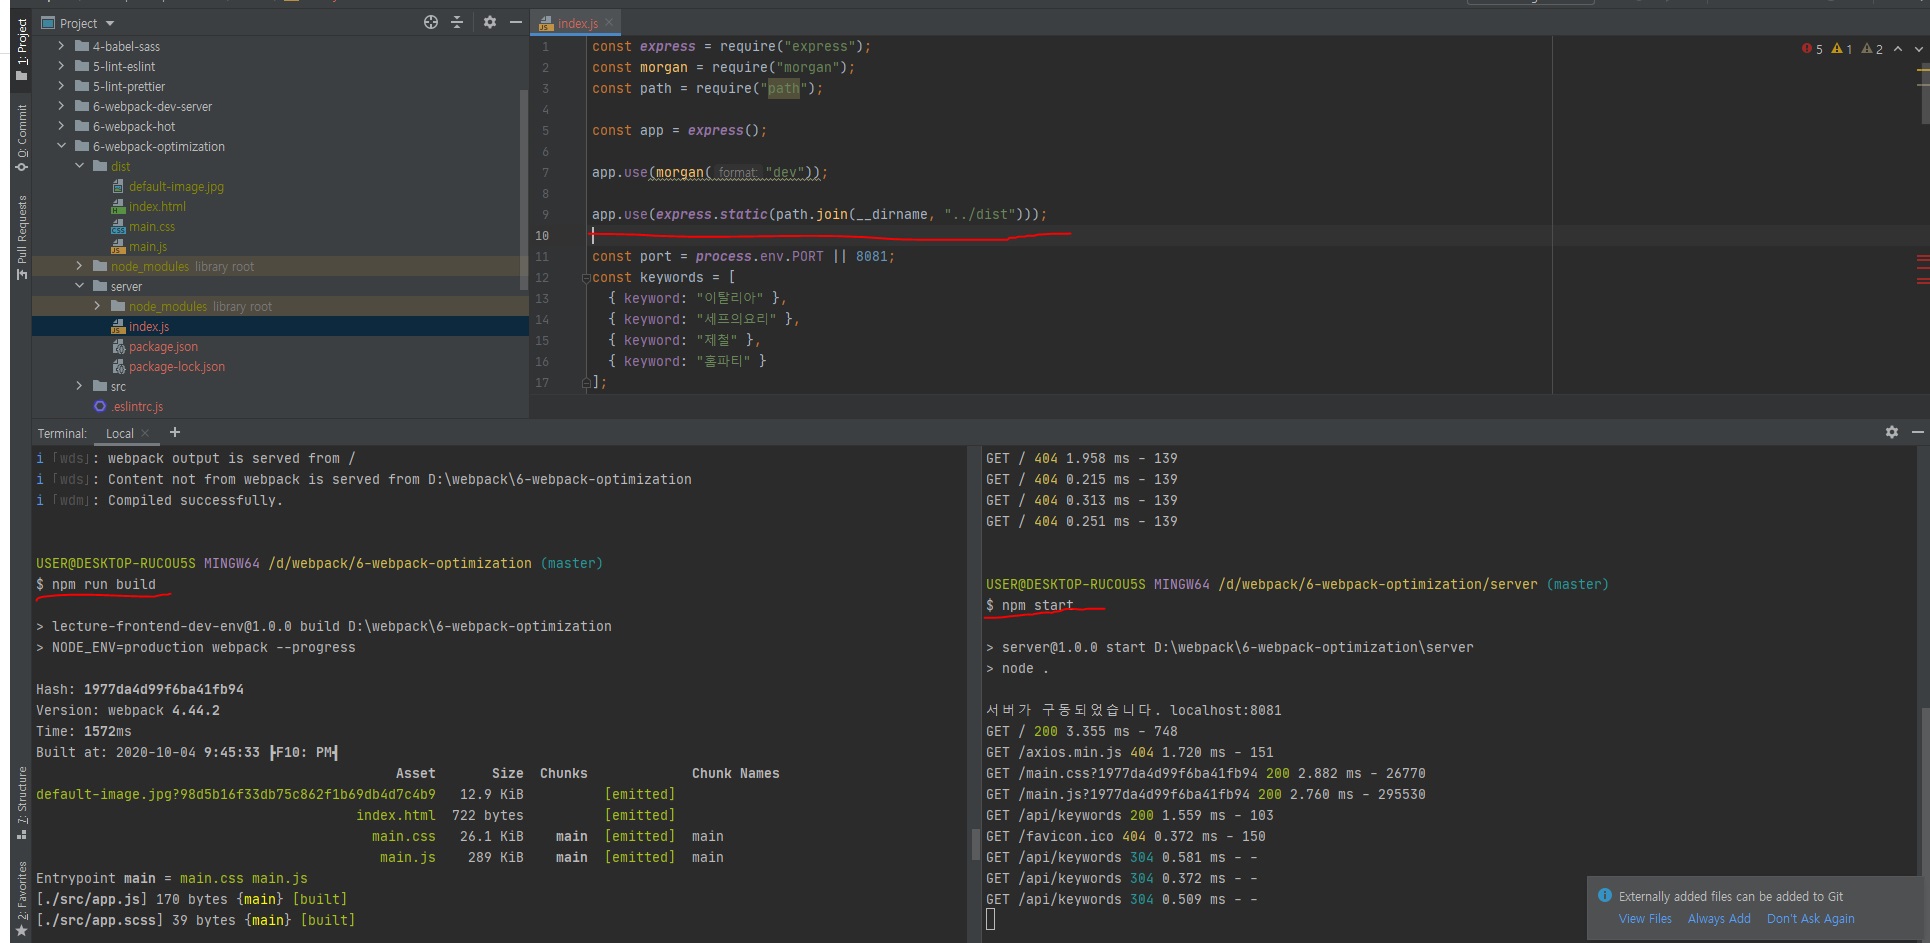 Project
index.js
1: Project
0: Commit
Pull Requests
7: Structure
2: Favorites
4-babel-sass
5-lint-eslint
5-lint-prettier
6-webpack-dev-server
6-webpack-hot
6-webpack-optimization
dist
default-image.jpg
index.html
main.css
main.js
node_modules library root
server
node_modules library root
index.js
package.json
package-lock.json
src
.eslintrc.js
5 1 2
1 const express = require("express");
2 const morgan = require("morgan");
3 const path = require("path");
4
5 const app = express();
6
7 app.use(morgan( format: "dev"));
8
9 app.use(express.static(path.join(__dirname, "../dist")));
10
11 const port = process.env.PORT || 8081;
12 const keywords = [
13 { keyword: "이탈리아" },
14 { keyword: "세프의요리" },
15 { keyword: "제철" },
16 { keyword: "홈파티" }
17 ];
Terminal: Local +
i ｢wds｣: webpack output is served from /
i ｢wds｣: Content not from webpack is served from D:\webpack\6-webpack-optimization
i ｢wdm｣: Compiled successfully.
USER@DESKTOP-RUCOU5S MINGW64 /d/webpack/6-webpack-optimization (master)
$ npm run build
> lecture-frontend-dev-env@1.0.0 build D:\webpack\6-webpack-optimization
> NODE_ENV=production webpack --progress
Hash: 1977da4d99f6ba41fb94
Version: webpack 4.44.2
Time: 1572ms
Built at: 2020-10-04 9:45:33 ┣F10: PM┫
Asset Size Chunks Chunk Names
default-image.jpg?98d5b16f33db75c862f1b69db4d7c4b9 12.9 KiB [emitted]
index.html 722 bytes [emitted]
main.css 26.1 KiB main [emitted] main
main.js 289 KiB main [emitted] main
Entrypoint main = main.css main.js
[./src/app.js] 170 bytes {main} [built]
[./src/app.scss] 39 bytes {main} [built]
GET / 404 1.958 ms - 139
GET / 404 0.215 ms - 139
GET / 404 0.313 ms - 139
GET / 404 0.251 ms - 139
USER@DESKTOP-RUCOU5S MINGW64 /d/webpack/6-webpack-optimization/server (master)
$ npm start
> server@1.0.0 start D:\webpack\6-webpack-optimization\server
> node .
서버가 구동되었습니다. localhost:8081
GET / 200 3.355 ms - 748
GET /axios.min.js 404 1.720 ms - 151
GET /main.css?1977da4d99f6ba41fb94 200 2.882 ms - 26770
GET /main.js?1977da4d99f6ba41fb94 200 2.760 ms - 295530
GET /api/keywords 200 1.559 ms - 103
GET /favicon.ico 404 0.372 ms - 150
GET /api/keywords 304 0.581 ms - -
GET /api/keywords 304 0.372 ms - -
GET /api/keywords 304 0.509 ms - -
Externally added files can be added to Git
View Files Always Add Don't Ask Again